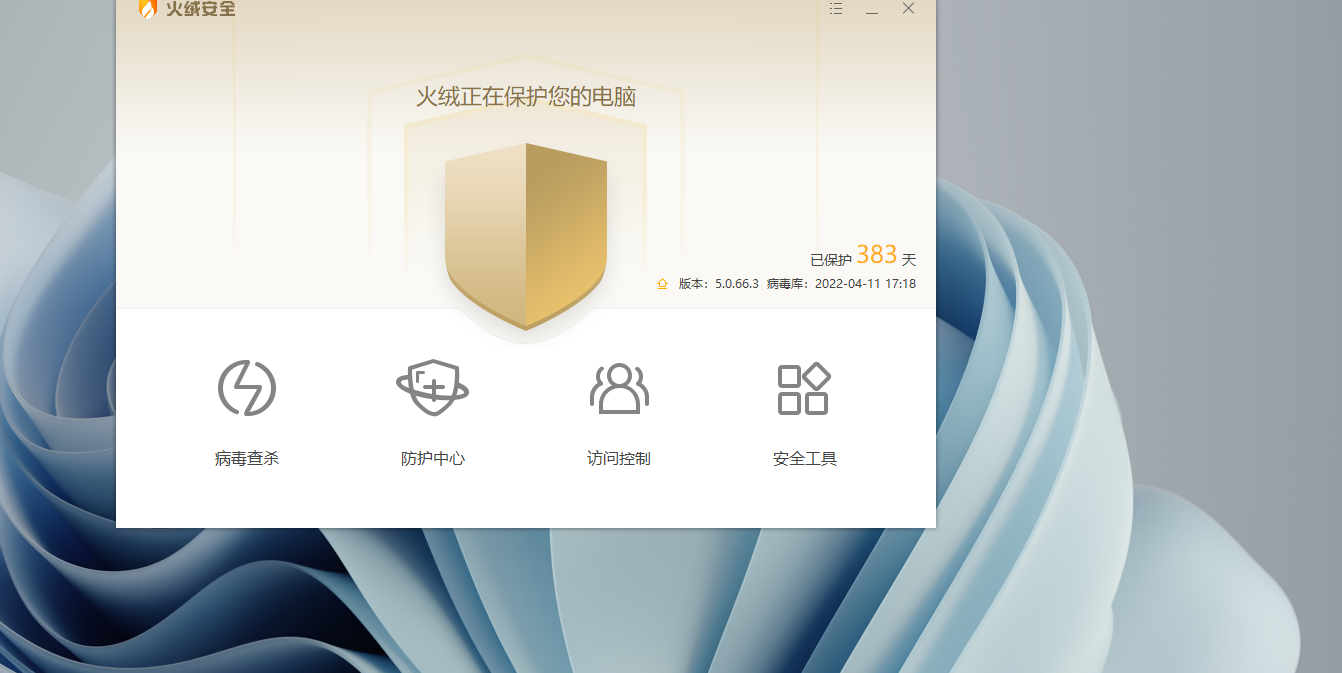 火绒安全
火绒正在保护您的电脑
已保护 383 天
版本：5.0.66.3 病毒库：2022-04-11 17:18
病毒查杀
防护中心
访问控制
安全工具